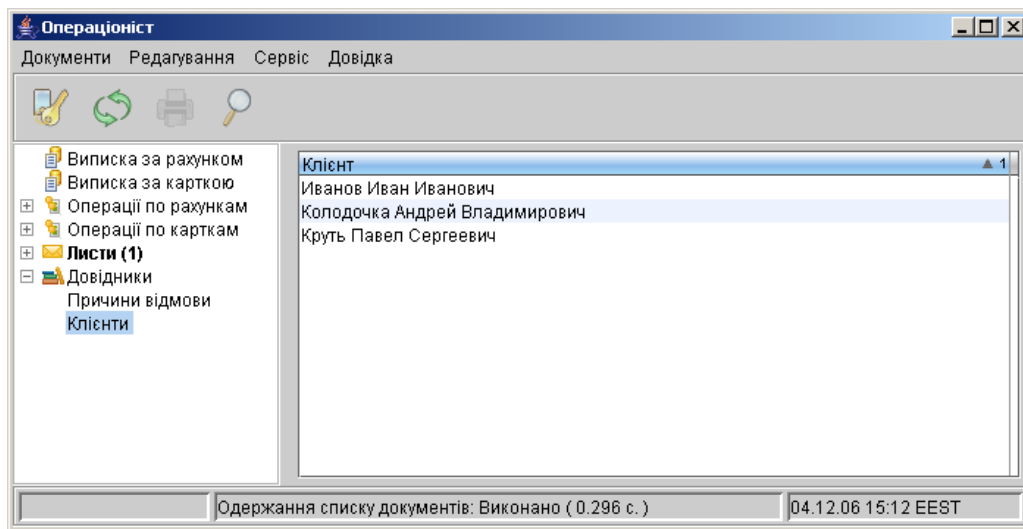 Операціоніст
Документи Редагування Сервіс Довідка
Виписка за рахунком
Виписка за карткою
Операції по рахункам
Операції по карткам
Листи (1)
Довідники
Причини відмови
Клієнти
Клієнт 1
Иванов Иван Иванович
Колодочка Андрей Владимирович
Круть Павел Сергеевич
Одержання списку документів: Виконано ( 0.296 с. ) 04.12.06 15:12 EEST